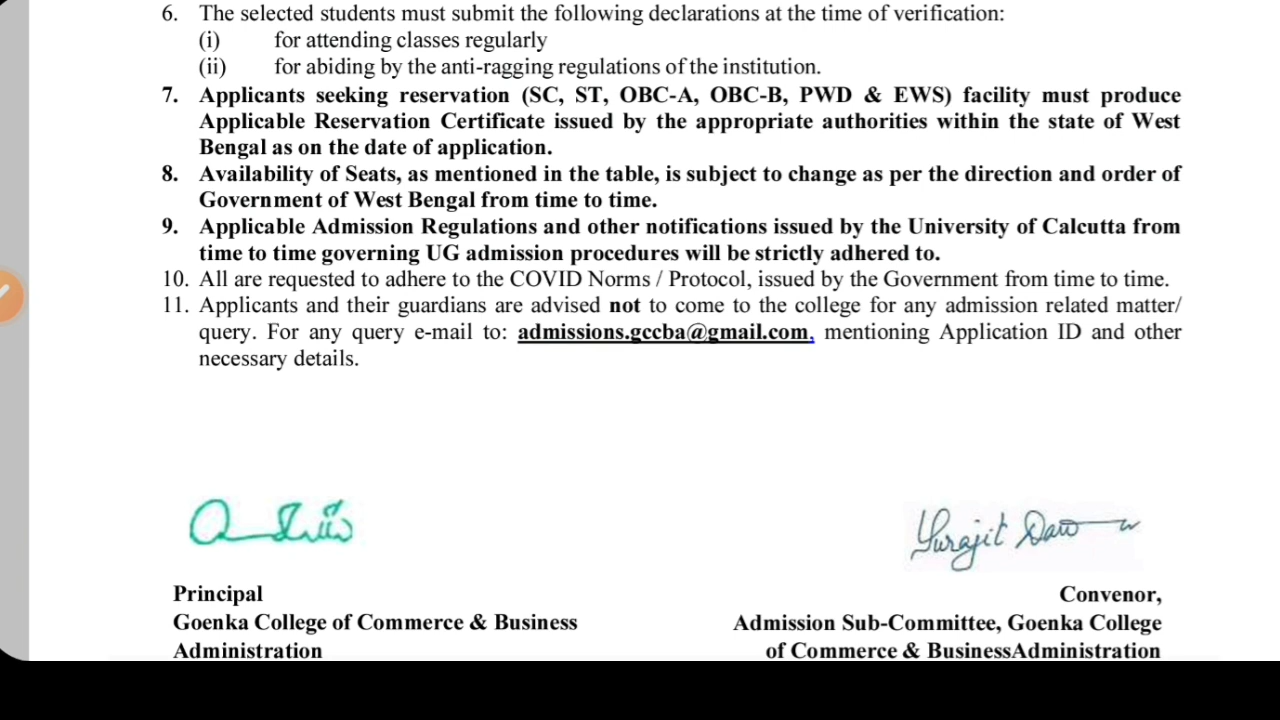 6. The selected students must submit the following declarations at the time of verification:
(i) for attending classes regularly
(ii) for abiding by the anti-ragging regulations of the institution.
7. Applicants seeking reservation (SC, ST, OBC-A, OBC-B, PWD & EWS) facility must produce
Applicable Reservation Certificate issued by the appropriate authorities within the state of West
Bengal as on the date of application.
8. Availability of Seats, as mentioned in the table, is subject to change as per the direction and order of
Government of West Bengal from time to time.
9. Applicable Admission Regulations and other notifications issued by the University of Calcutta from
time to time governing UG admission procedures will be strictly adhered to.
10. All are requested to adhere to the COVID Norms / Protocol, issued by the Government from time to time.
11. Applicants and their guardians are advised not to come to the college for any admission related matter/
query. For any query e-mail to: admissions.gccba@gmail.com, mentioning Application ID and other
necessary details.
Surajit Daw
Principal
Goenka College of Commerce & Business
Administration
Convenor,
Admission Sub-Committee, Goenka College
of Commerce & BusinessAdministration